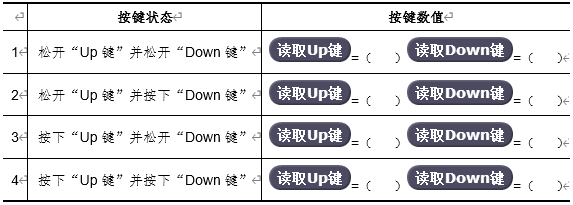 按键状态 按键数值
1 松开“Up 键”并松开“Down 键” 读取Up键=（ ） 读取Down键=（ ）
2 松开“Up 键”并按下“Down 键” 读取Up键=（ ） 读取Down键=（ ）
3 按下“Up 键”并松开“Down 键” 读取Up键=（ ） 读取Down键=（ ）
4 按下“Up 键”并按下“Down 键” 读取Up键=（ ） 读取Down键=（ ）